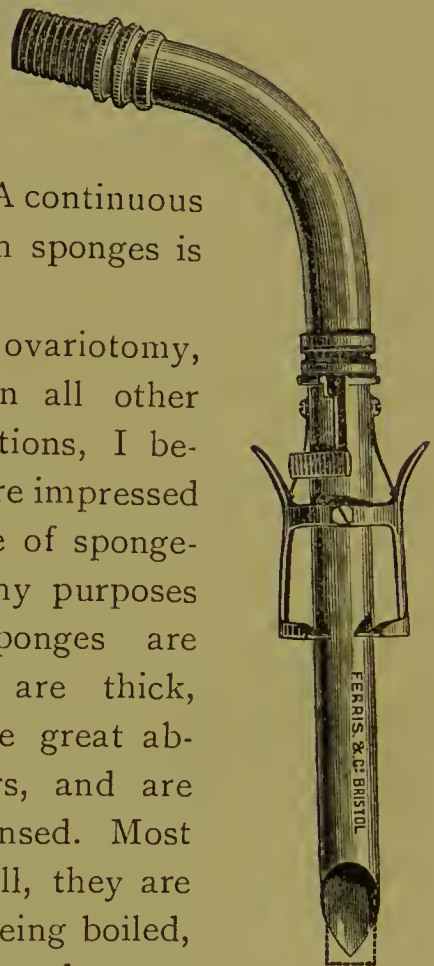 A continuous
n sponges is
ovariotomy,
n all other
tions, I be-
re impressed
e of sponge-
ny purposes
ponges are
are thick,
e great ab-
rs, and are
nsed. Most
ll, they are
eing boiled,
FERRIS & Co. BRISTOL